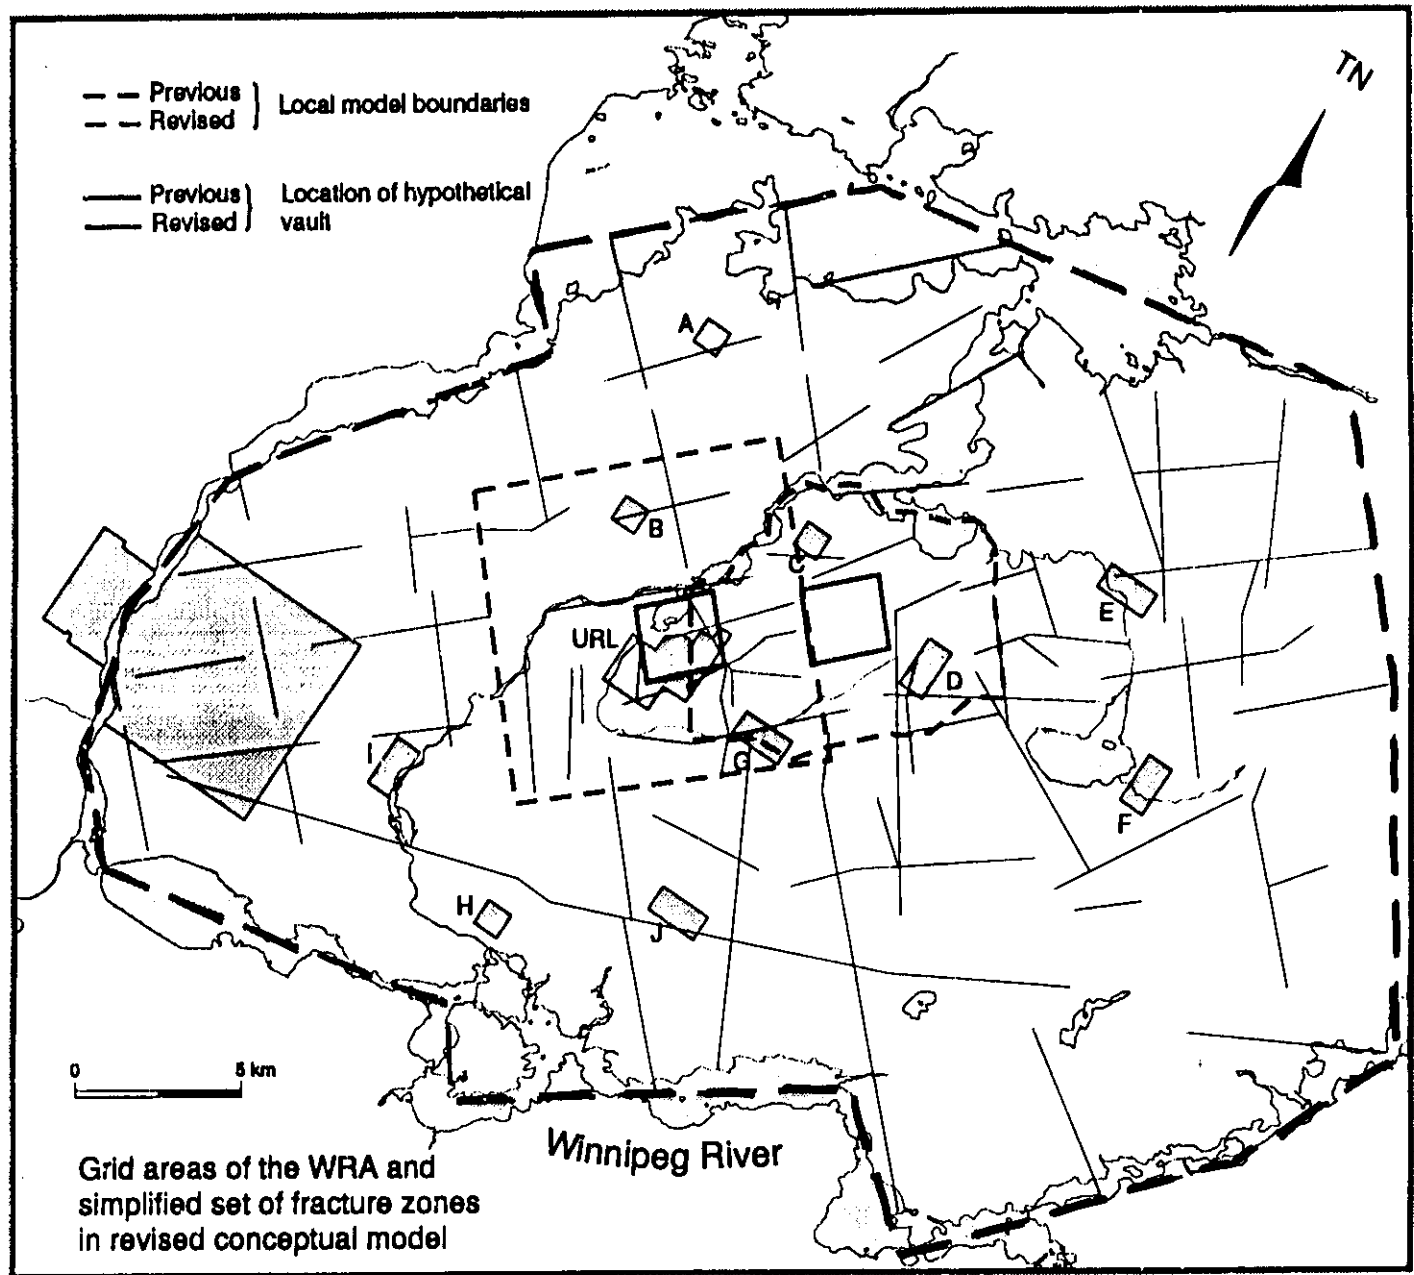 TN
Previous
Revised
Local model boundaries
Previous
Revised
Location of hypothetical
vault
A
B
C
URL
E
D
G
I
F
H
J
0 5 km
Winnipeg River
Grid areas of the WRA and
simplified set of fracture zones
in revised conceptual model